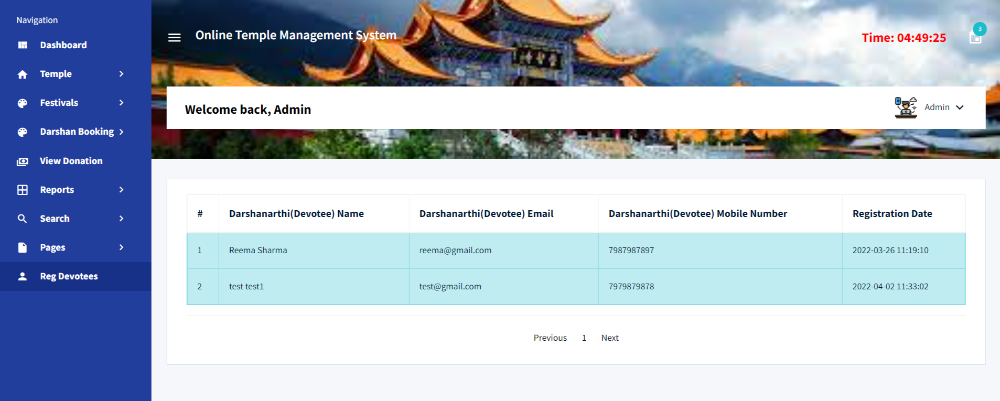 Navigation
Dashboard
Temple
Festivals
Darshan Booking
View Donation
Reports
Search
Pages
Reg Devotees
Online Temple Management System
Time: 04:49:25
3
Welcome back, Admin
Admin
# Darshanarthi(Devotee) Name Darshanarthi(Devotee) Email Darshanarthi(Devotee) Mobile Number Registration Date
1 Reema Sharma reema@gmail.com 7987987897 2022-03-26 11:19:10
2 test test1 test@gmail.com 7979879878 2022-04-02 11:33:02
Previous 1 Next